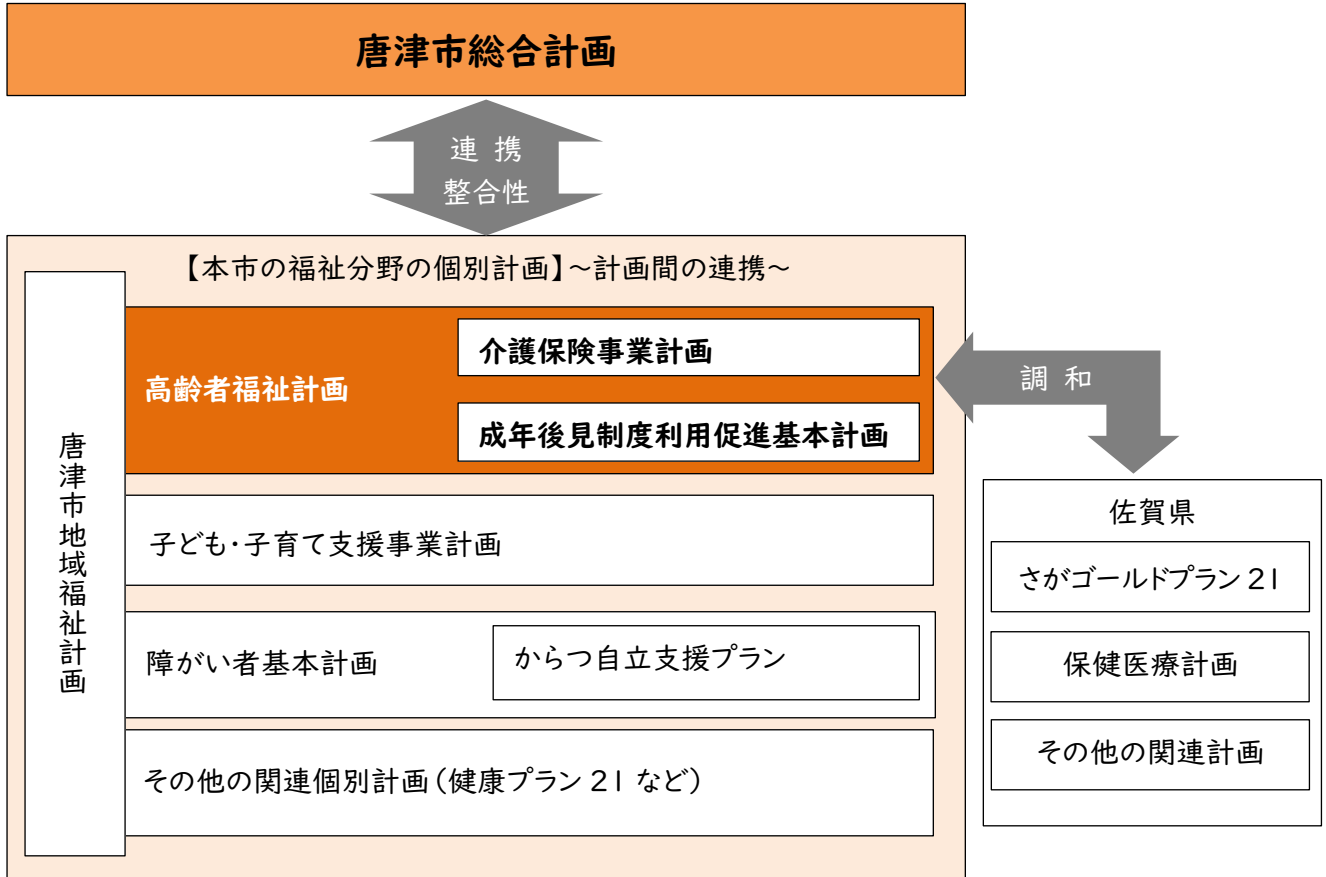 唐津市総合計画
連 携
整合性
【本市の福祉分野の個別計画】~計画間の連携~
唐津市地域福祉計画
高齢者福祉計画
介護保険事業計画
成年後見制度利用促進基本計画
子ども・子育て支援事業計画
障がい者基本計画
からつ自立支援プラン
その他の関連個別計画(健康プラン21など)
調 和
佐賀県
さがゴールドプラン21
保健医療計画
その他の関連計画